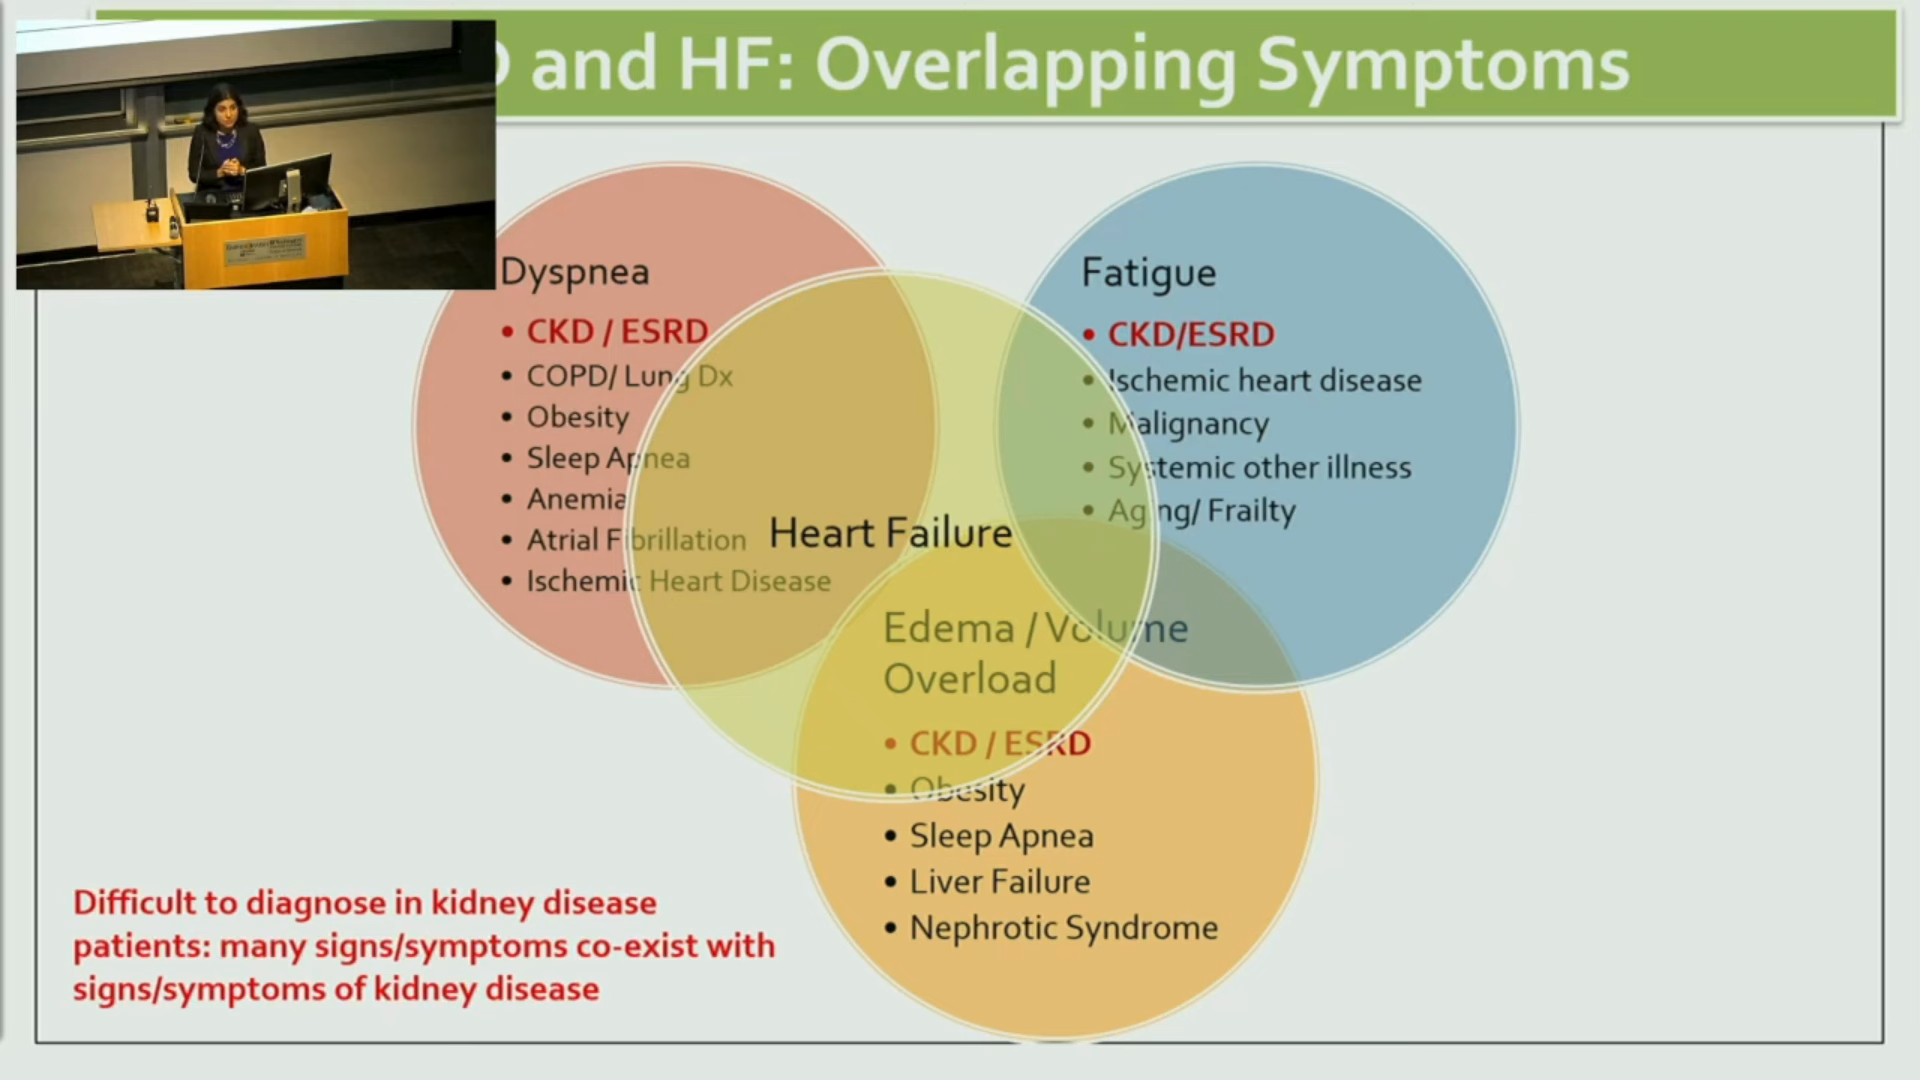 and HF: Overlapping Symptoms
Dyspnea
• CKD / ESRD
• COPD/ Lung Dx
• Obesity
• Sleep Apnea
• Anemia
• Atrial Fibrillation
• Ischemic Heart Disease
Heart Failure
Fatigue
• CKD/ESRD
• Ischemic heart disease
• Malignancy
• Systemic other illness
• Aging/ Frailty
Edema / Volume
Overload
• CKD / ESRD
• Obesity
• Sleep Apnea
• Liver Failure
• Nephrotic Syndrome
Difficult to diagnose in kidney disease
patients: many signs/symptoms co-exist with
signs/symptoms of kidney disease